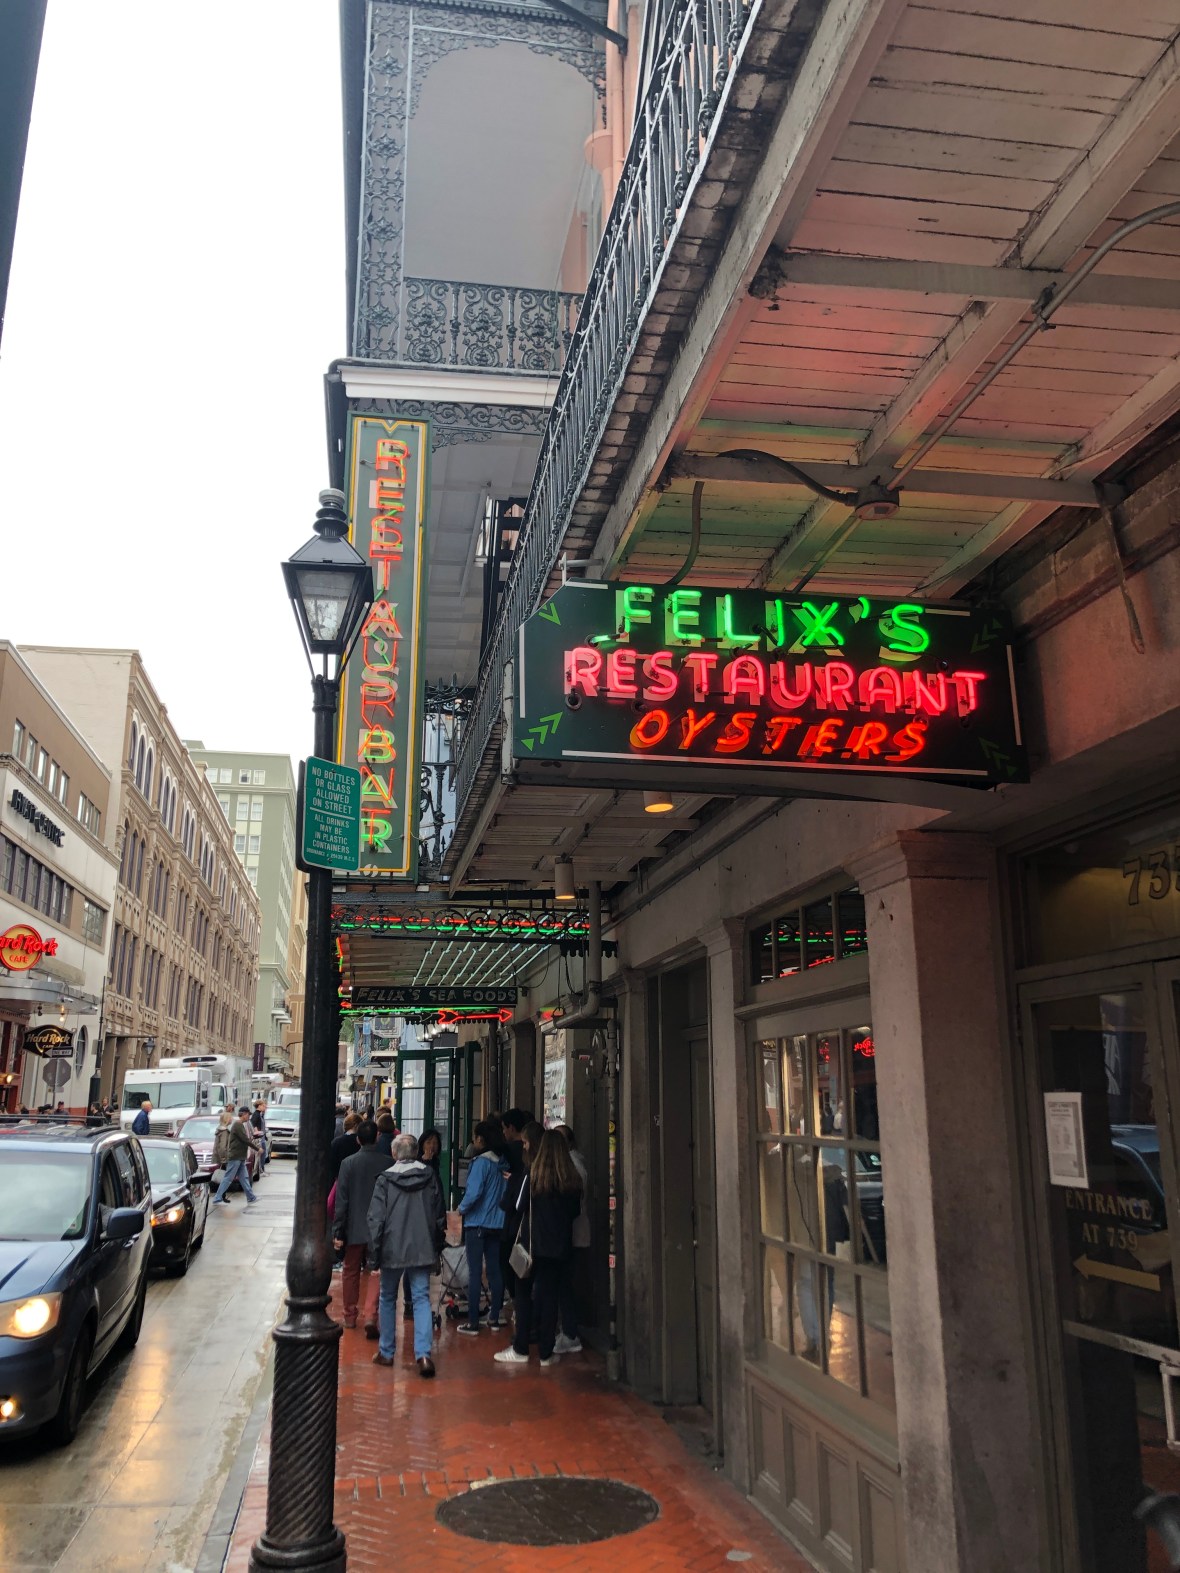 RESTAURANT
BAR
FELIX'S
RESTAURANT
OYSTERS
NO BOTTLES
OR GLASS
ALLOWED
ON STREET
ALL DRINKS
MAY BE
IN PLASTIC
CONTAINERS
FELIX'S SEA FOODS
Hard Rock
CAFE
Hard Rock
ENTRANCE
AT 739